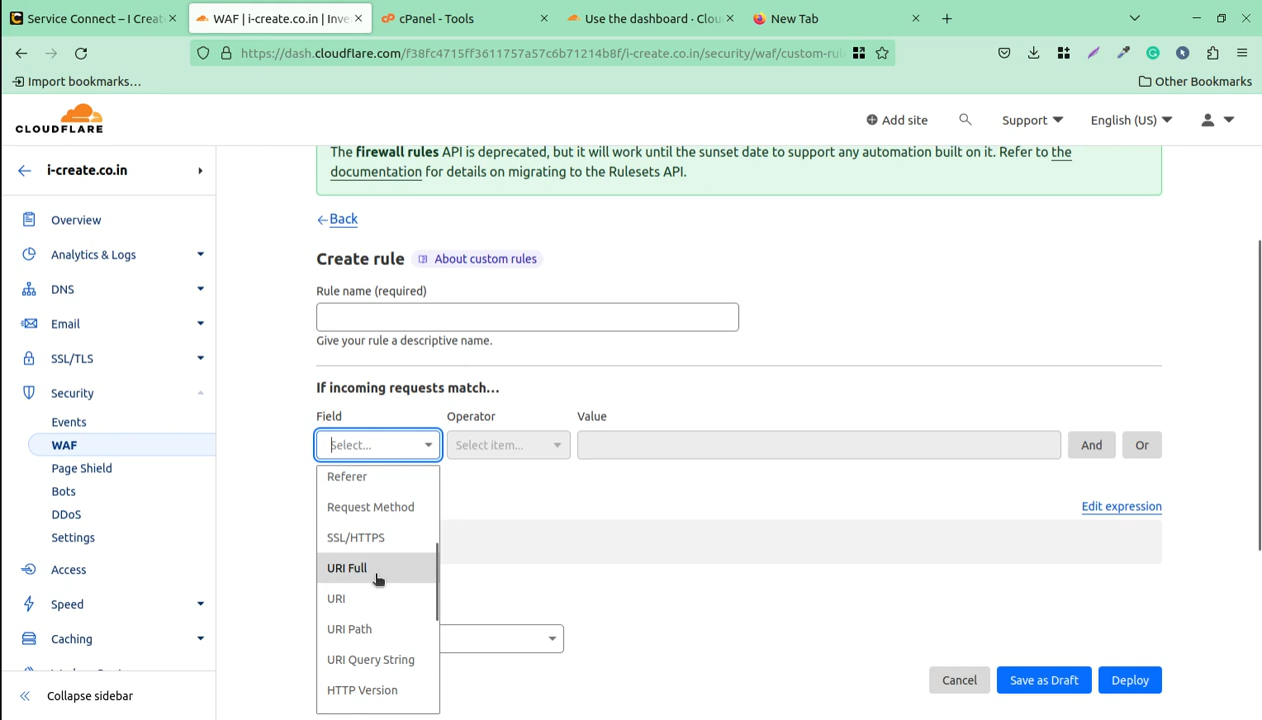 Service Connect – I Creat
WAF | i-create.co.in | Inve
cPanel - Tools
Use the dashboard · Clou
New Tab
https://dash.cloudflare.com/f38fc4715ff3611757a57c6b71214b8f/i-create.co.in/security/waf/custom-rul
Import bookmarks…
Other Bookmarks
CLOUDFLARE
Add site
Support
English (US)
i-create.co.in
Overview
Analytics & Logs
DNS
Email
SSL/TLS
Security
Events
WAF
Page Shield
Bots
DDoS
Settings
Access
Speed
Caching
Collapse sidebar
The firewall rules API is deprecated, but it will work until the sunset date to support any automation built on it. Refer to the
documentation for details on migrating to the Rulesets API.
Back
Create rule
About custom rules
Rule name (required)
Give your rule a descriptive name.
If incoming requests match…
Field
Operator
Value
Select...
Select item...
And
Or
Referer
Request Method
SSL/HTTPS
URI Full
URI
URI Path
URI Query String
HTTP Version
Edit expression
Cancel
Save as Draft
Deploy